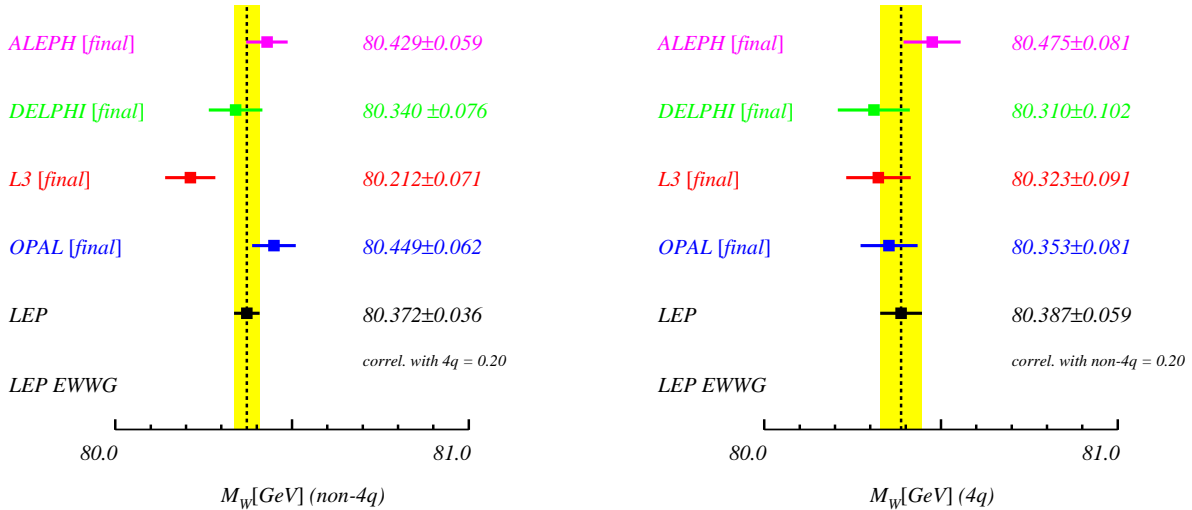 ALEPH [final] 80.429±0.059
DELPHI [final] 80.340 ±0.076
L3 [final] 80.212±0.071
OPAL [final] 80.449±0.062
LEP 80.372±0.036
correl. with 4q = 0.20
LEP EWWG
80.0 81.0
M_W[GeV] (non-4q)
ALEPH [final] 80.475±0.081
DELPHI [final] 80.310±0.102
L3 [final] 80.323±0.091
OPAL [final] 80.353±0.081
LEP 80.387±0.059
correl. with non-4q = 0.20
LEP EWWG
80.0 81.0
M_W[GeV] (4q)